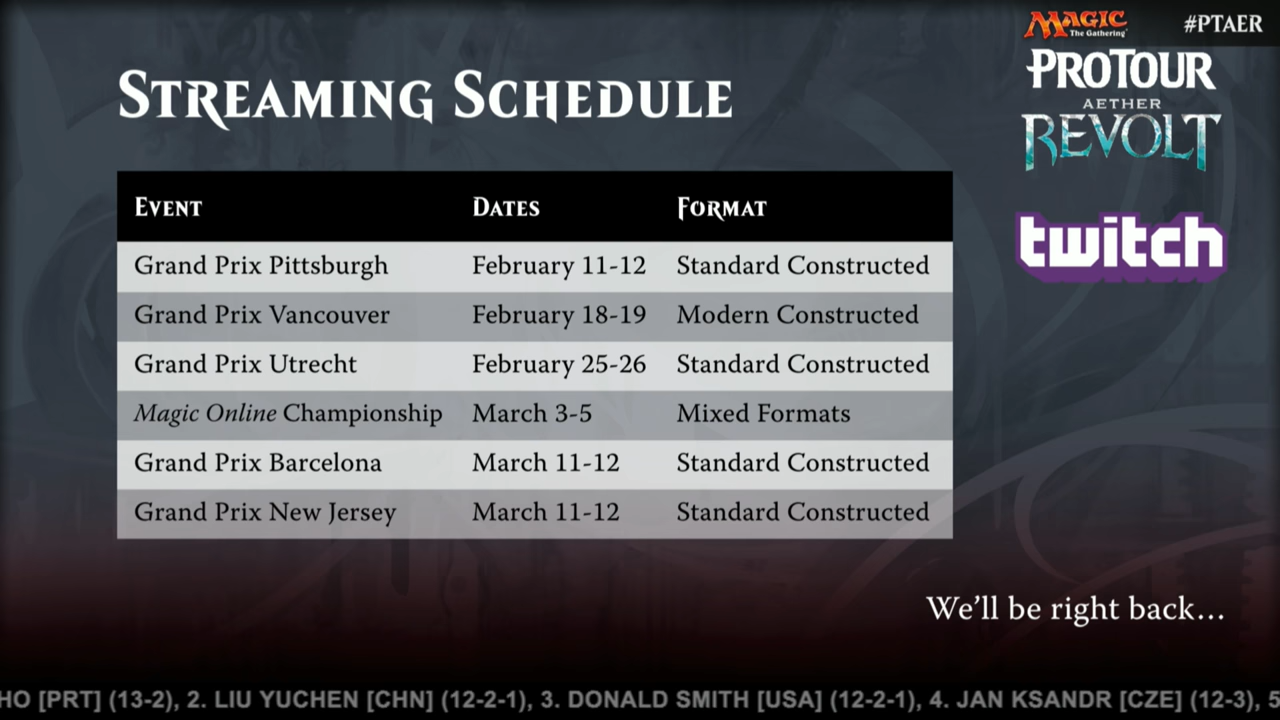 MAGIC
The Gathering
#PTAER
PRO TOUR
AETHER
REVOLT
twitch
STREAMING SCHEDULE
EVENT DATES FORMAT
Grand Prix Pittsburgh February 11-12 Standard Constructed
Grand Prix Vancouver February 18-19 Modern Constructed
Grand Prix Utrecht February 25-26 Standard Constructed
Magic Online Championship March 3-5 Mixed Formats
Grand Prix Barcelona March 11-12 Standard Constructed
Grand Prix New Jersey March 11-12 Standard Constructed
We'll be right back...
HO [PRT] (13-2), 2. LIU YUCHEN [CHN] (12-2-1), 3. DONALD SMITH [USA] (12-2-1), 4. JAN KSANDR [CZE] (12-3), 5